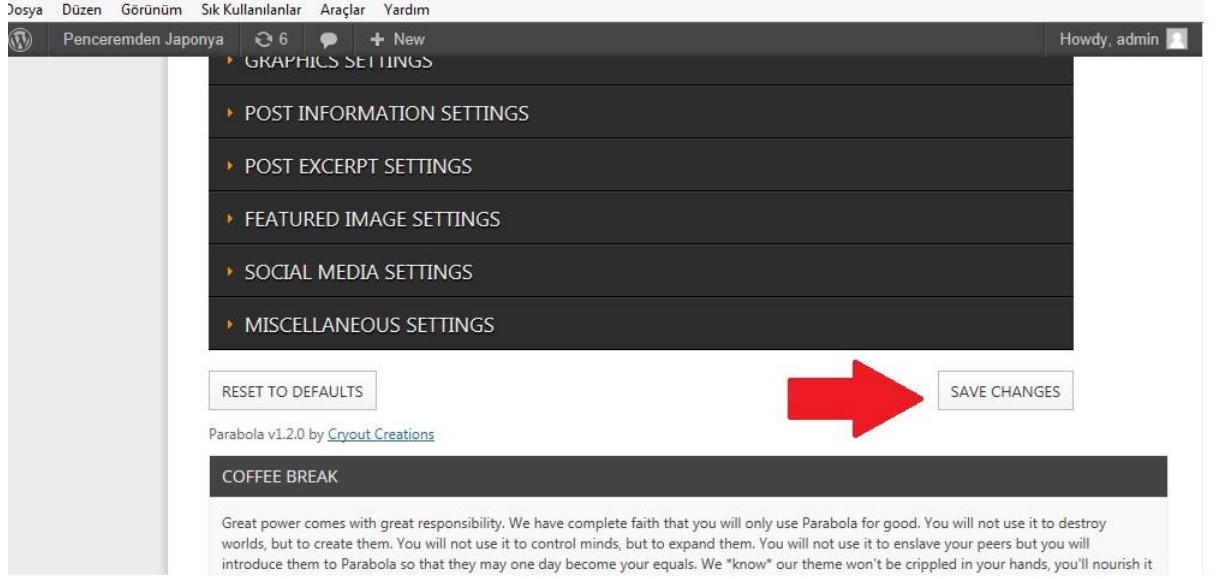 Dosya Düzen Görünüm Sık Kullanılanlar Araçlar Yardım
Penceremden Japonya 6 + New Howdy, admin
GRAPHICS SETTINGS
POST INFORMATION SETTINGS
POST EXCERPT SETTINGS
FEATURED IMAGE SETTINGS
SOCIAL MEDIA SETTINGS
MISCELLANEOUS SETTINGS
RESET TO DEFAULTS SAVE CHANGES
Parabola v1.2.0 by Cryout Creations
COFFEE BREAK
Great power comes with great responsibility. We have complete faith that you will only use Parabola for good. You will not use it to destroy
worlds, but to create them. You will not use it to control minds, but to expand them. You will not use it to enslave your peers but you will
introduce them to Parabola so that they may one day become your equals. We *know* our theme won't be crippled in your hands, you'll nourish it